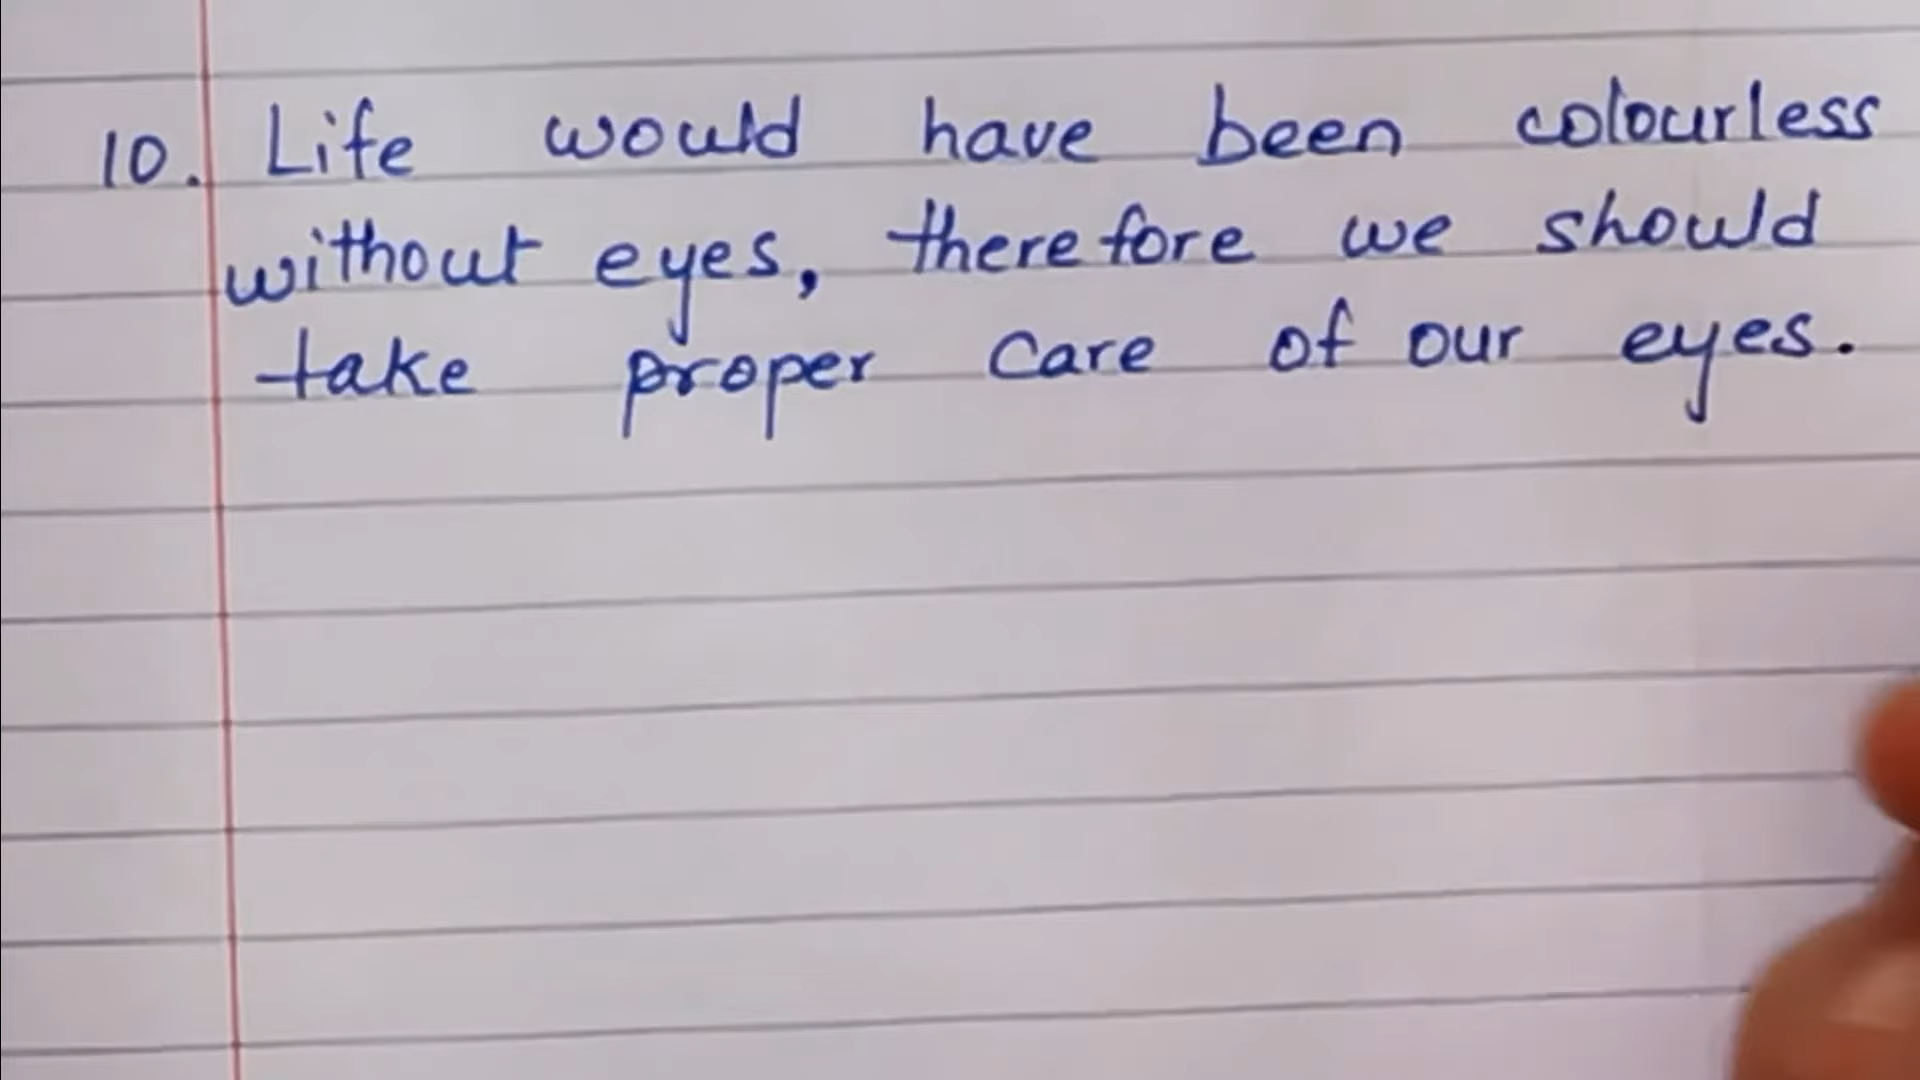 10. Life would have been colourless
without eyes, therefore we should
take proper care of our eyes.